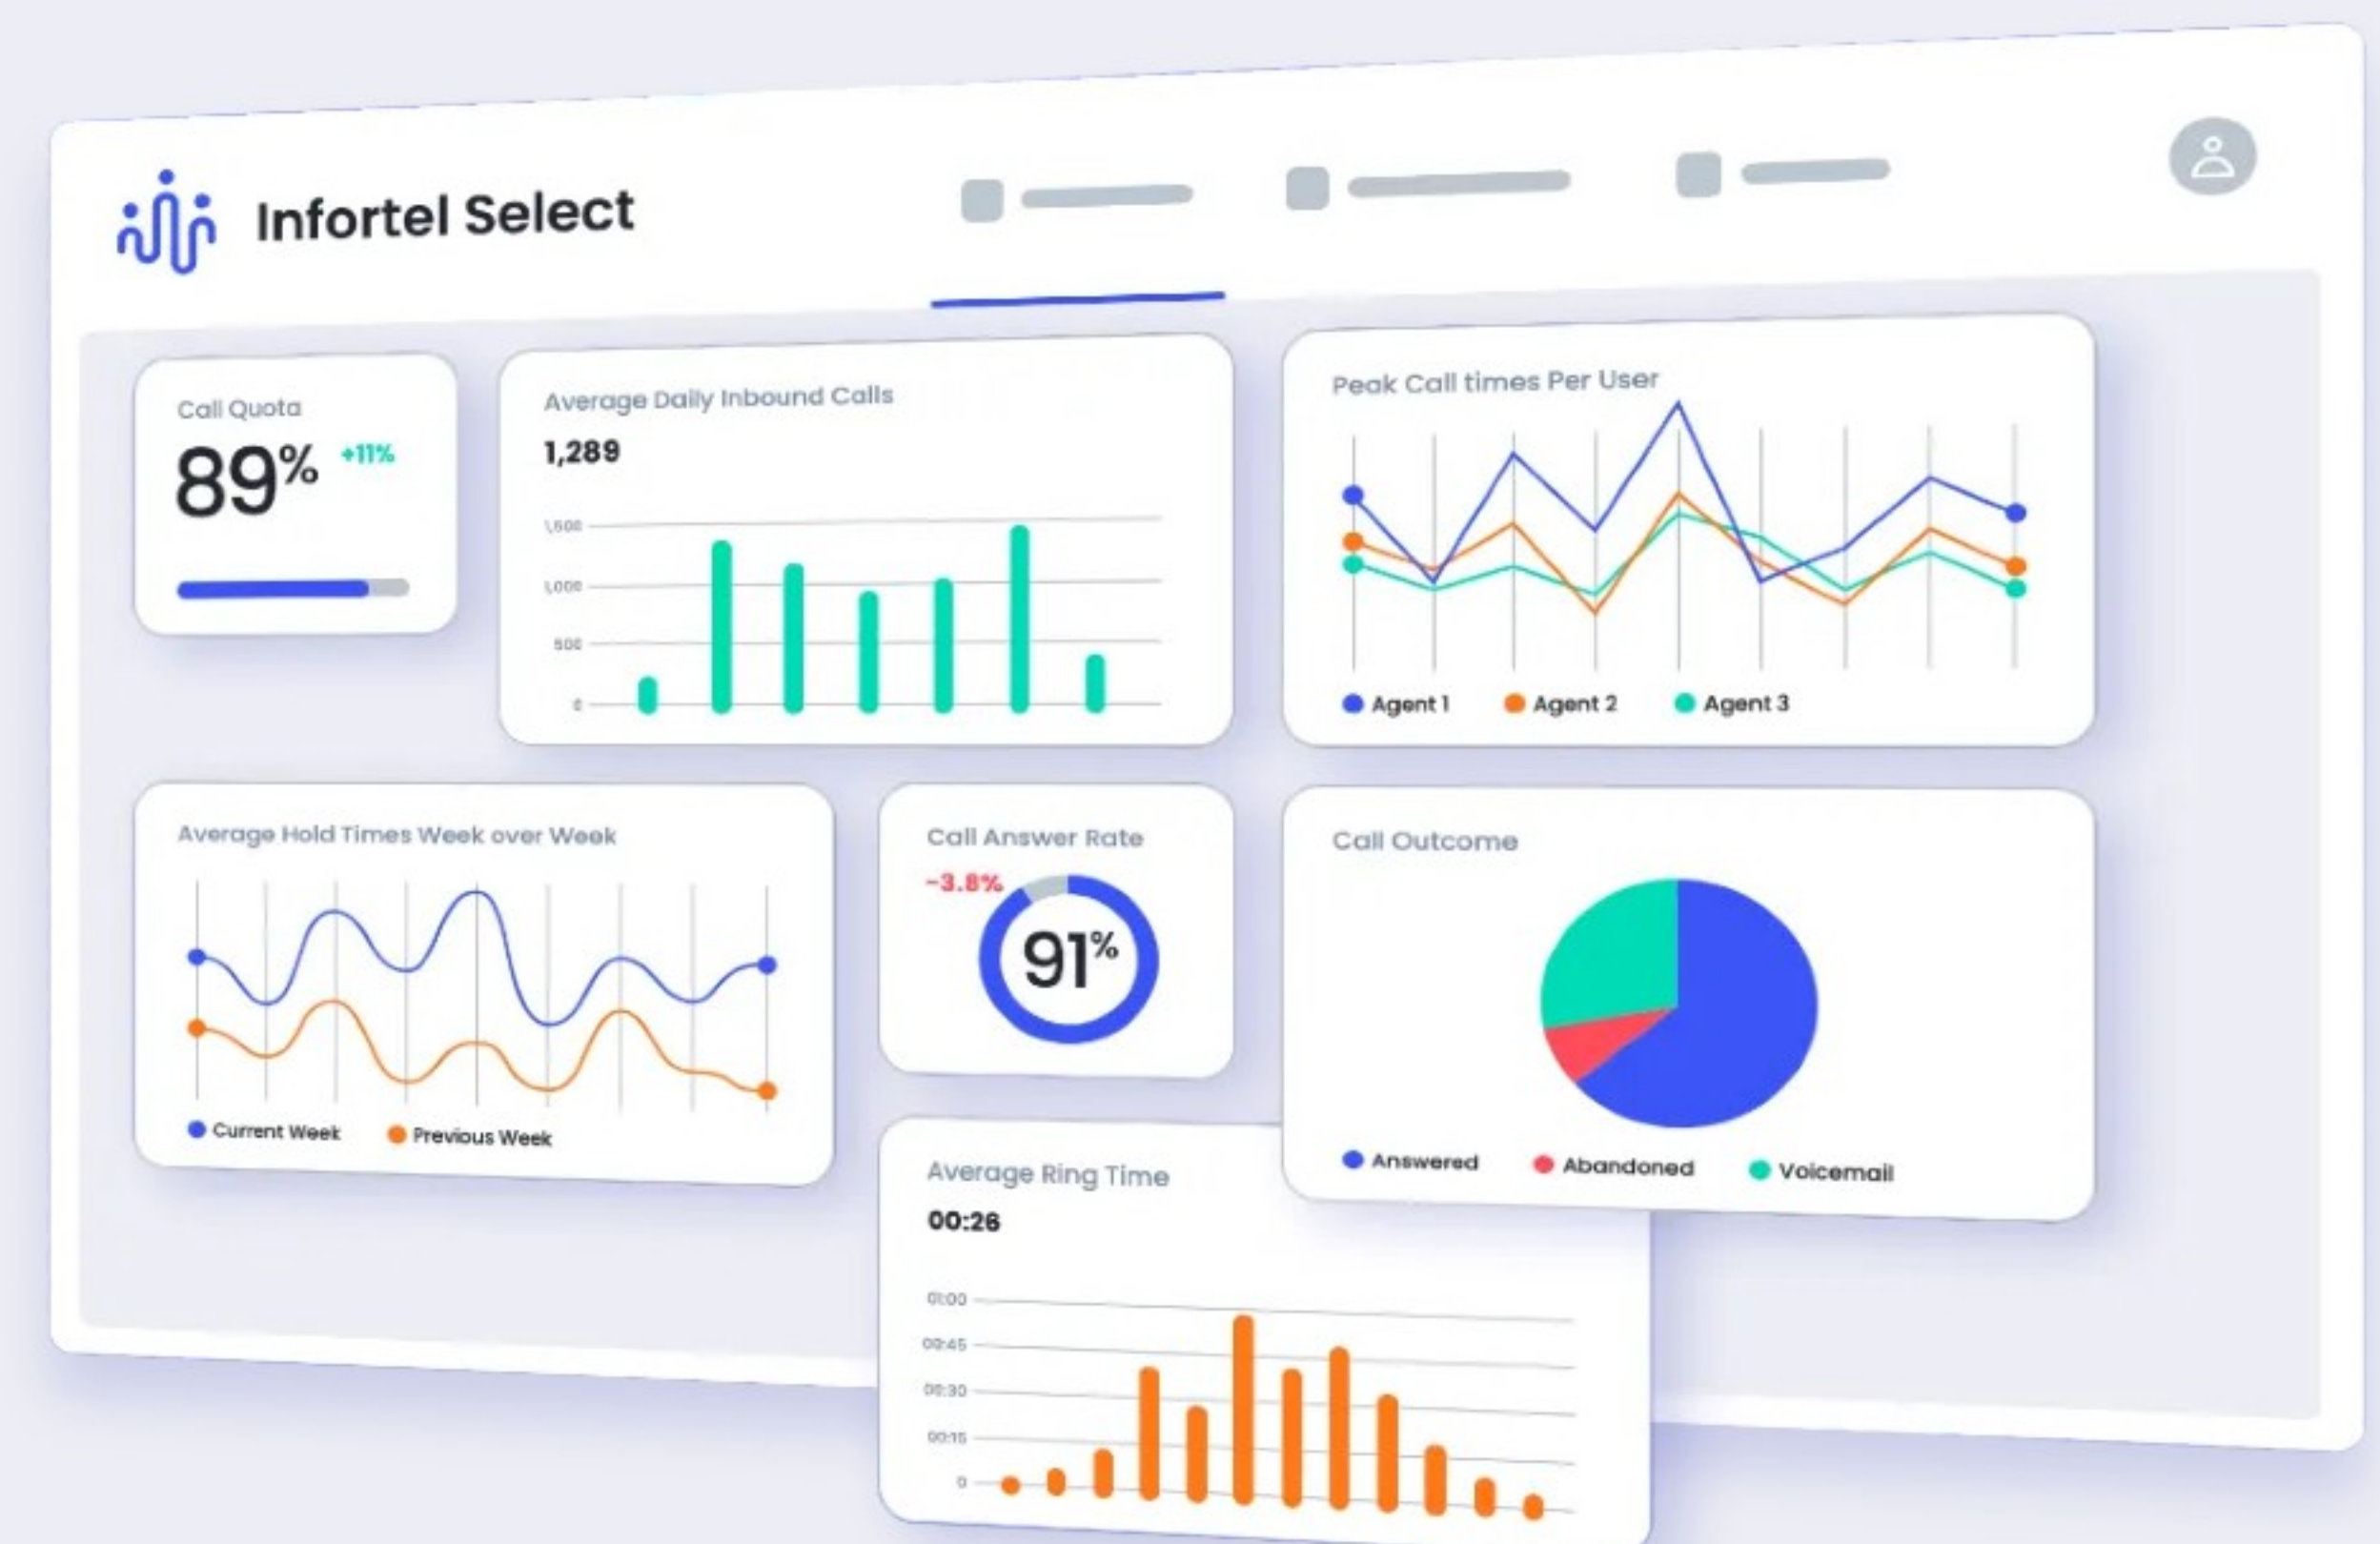 Infortel Select
Call Quota
89% +11%
Average Daily Inbound Calls
1,289
1,500
1,000
500
0
Peak Call times Per User
Agent 1 Agent 2 Agent 3
Average Hold Times Week over Week
Current Week Previous Week
Call Answer Rate
-3.8%
91%
Call Outcome
Answered Abandoned Voicemail
Average Ring Time
00:26
01:00
00:45
00:30
00:15
0